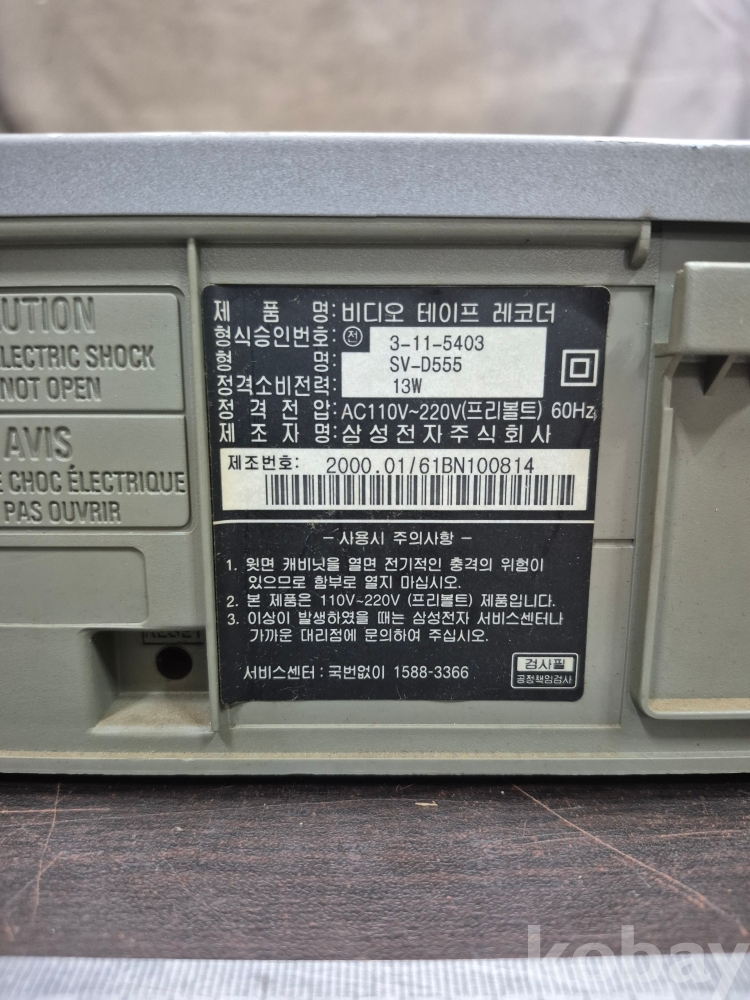 UTION
LECTRIC SHOCK
NOT OPEN
AVIS
CHOC ÉLECTRIQUE
PAS OUVRIR
RESET
제 품 명:비디오 테이프 레코더
형식승인번호: 전 3-11-5403
형 명: SV-D555
정격소비전력: 13W
정 격 전 압:AC110V~220V(프리볼트) 60Hz
제 조 자 명:삼성전자주식회사
제조번호: 2000.01/61BN100814
- 사용시 주의사항 -
1. 윗면 캐비닛을 열면 전기적인 충격의 위험이
있으므로 함부로 열지 마십시오.
2. 본 제품은 110V~220V (프리볼트) 제품입니다.
3. 이상이 발생하였을 때는 삼성전자 서비스센터나
가까운 대리점에 문의하여 주십시오.
서비스센터 : 국번없이 1588-3366
검사필
공정책임검사
kobay